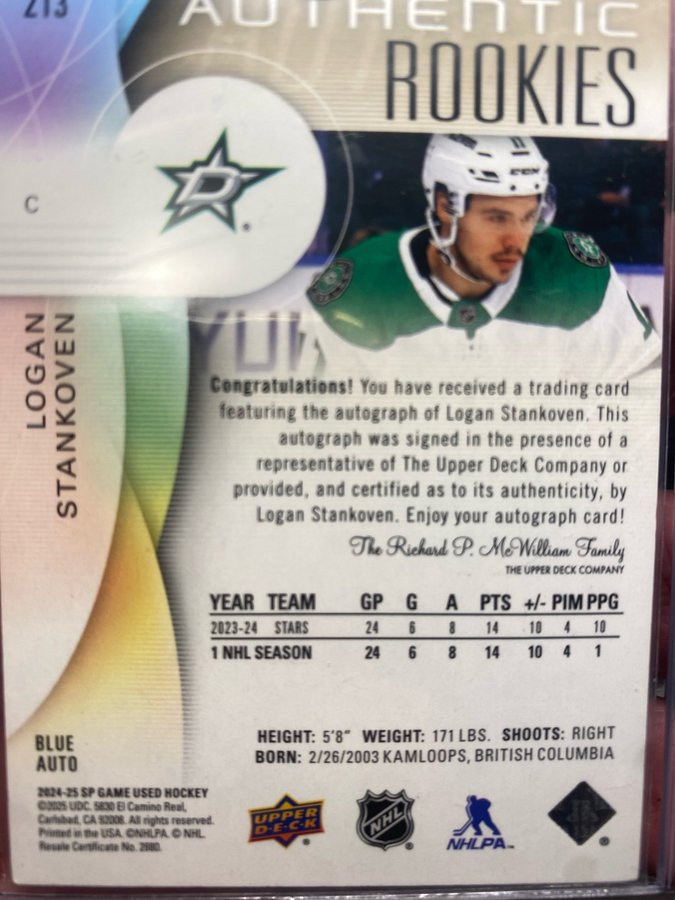 213
AUTHENTIC
ROOKIES
C
LOGAN
STANKOVEN
Congratulations! You have received a trading card
featuring the autograph of Logan Stankoven. This
autograph was signed in the presence of a
representative of The Upper Deck Company or
provided, and certified as to its authenticity, by
Logan Stankoven. Enjoy your autograph card!
The Richard P. McWilliam Family
THE UPPER DECK COMPANY
YEAR TEAM GP G A PTS +/- PIM PPG
2023-24 STARS 24 6 8 14 10 4 10
1 NHL SEASON 24 6 8 14 10 4 1
HEIGHT: 5'8" WEIGHT: 171 LBS. SHOOTS: RIGHT
BORN: 2/26/2003 KAMLOOPS, BRITISH COLUMBIA
BLUE
AUTO
2024-25 SP GAME USED HOCKEY
©2025 UDC. 5830 El Camino Real,
Carlsbad, CA 92008. All rights reserved.
Printed in the USA. ©NHLPA. © NHL.
Resale Certificate No. 2880.
UPPER
D·E·C·K
NHL
NHLPA